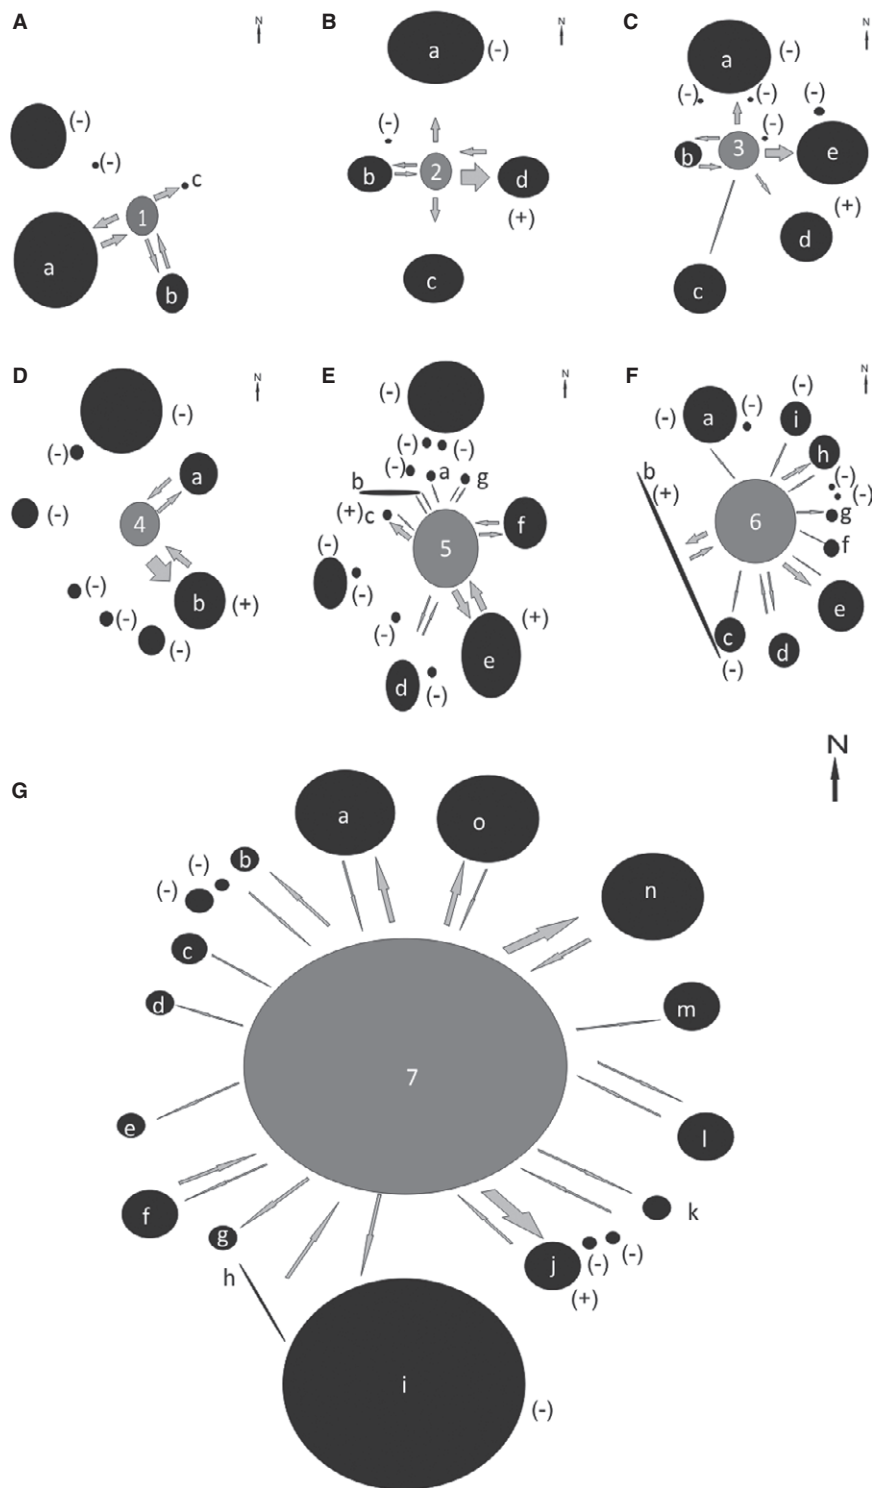 A N
(-)
(-)
c
1
a
b
B N
a (-)
(-)
b 2 d
(+)
c
C N
a (-)
(-) (-) (-)
(-)
b 3 e
(+)
d
c
D N
(-)
(-)
a
(-) 4
(-) b (+)
(-)
(-)
E N
(-)
(-) (-)
(-) a g
b
(+) c f
5
(-)
(-)
(-) (+)
e
d (-)
F N
(-)
(-) a (-) i
h
b
(+) (-)
(-)
6 g
f
e
c d
(-)
N
G
a o
b
(-)
(-) n
c
d m
7
e
l
f k
g
j (-) (-)
h (+)
i
(-)